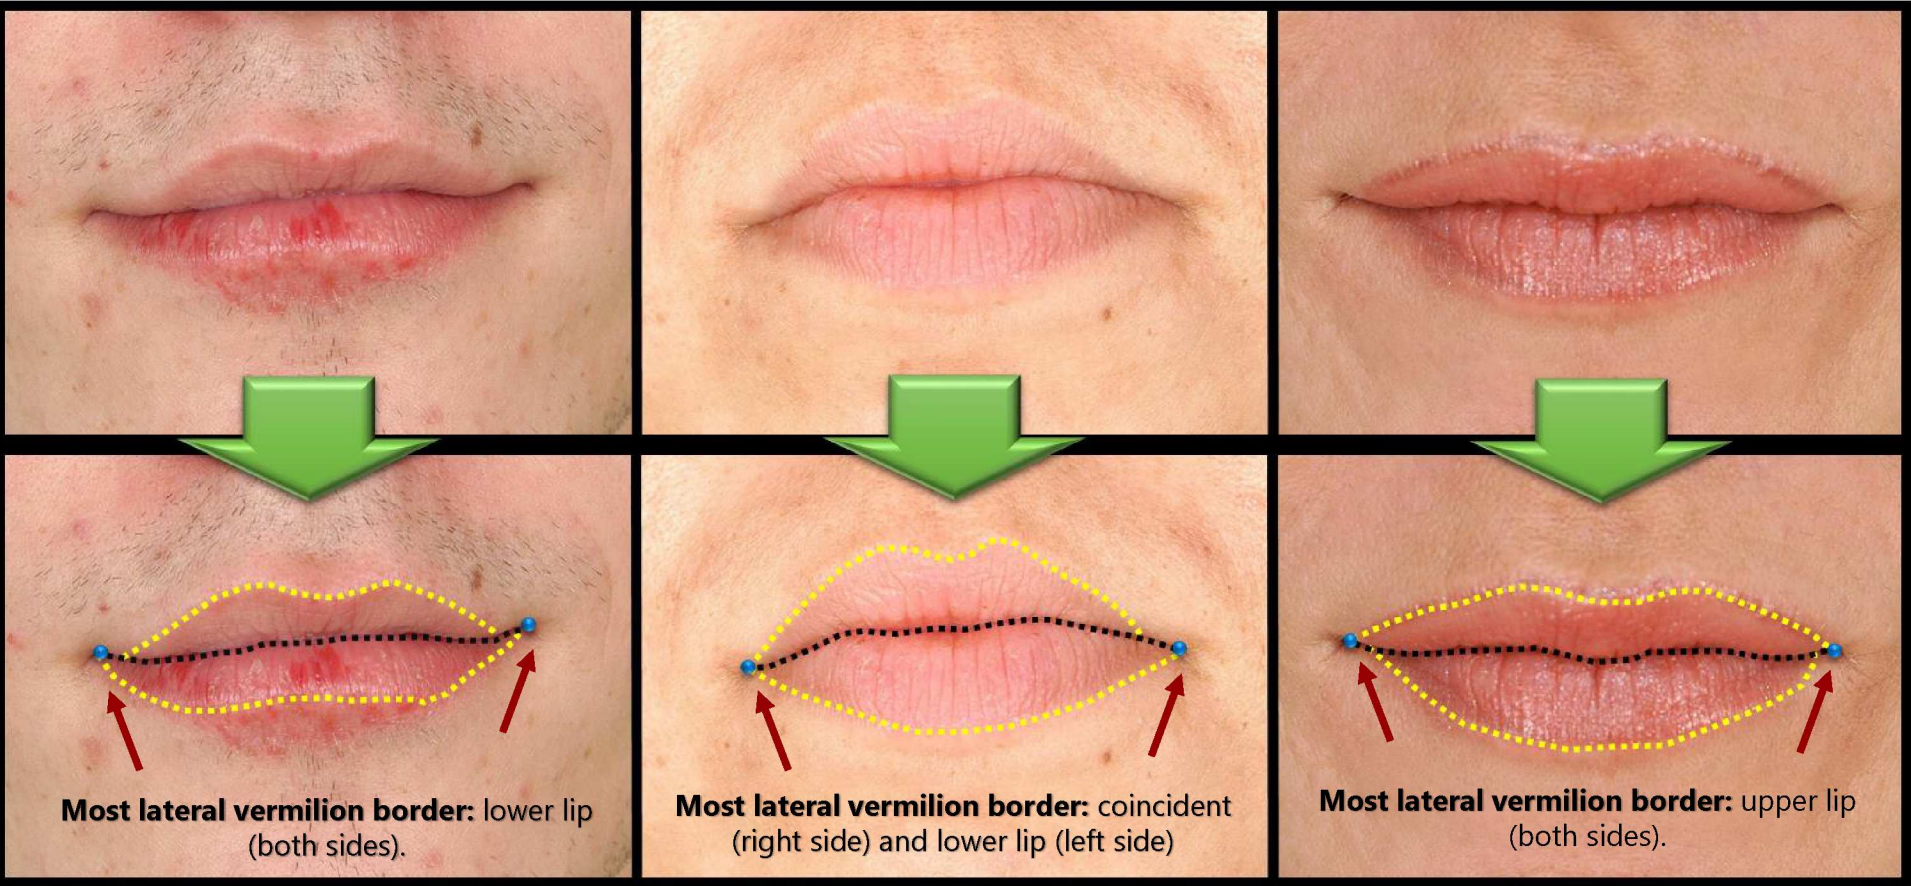 Most lateral vermilion border: lower lip
(both sides).
Most lateral vermilion border: coincident
(right side) and lower lip (left side)
Most lateral vermilion border: upper lip
(both sides).